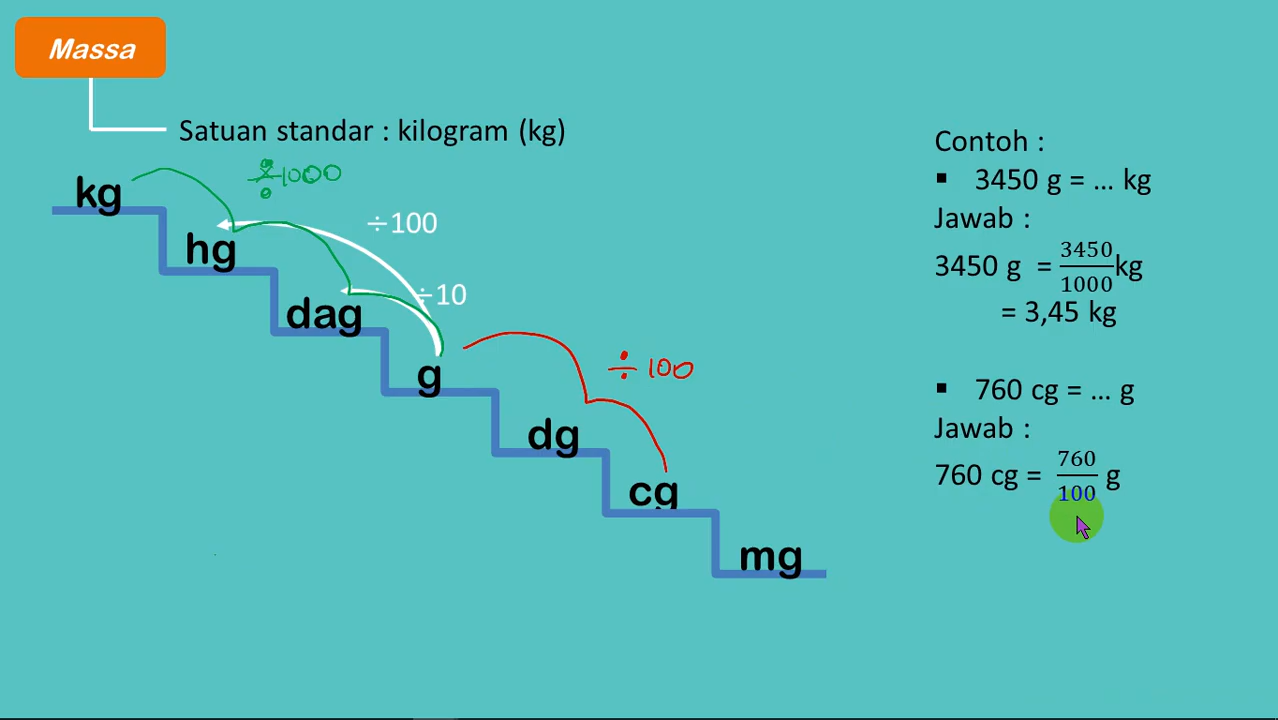 Massa
Satuan standar : kilogram (kg)
÷1000
kg
÷100
hg
÷10
dag
g
÷ 100
dg
cg
mg
Contoh :
▪ 3450 g = ... kg
Jawab :
3450 g = 3450/1000 kg
= 3,45 kg
▪ 760 cg = ... g
Jawab :
760 cg = 760/100 g